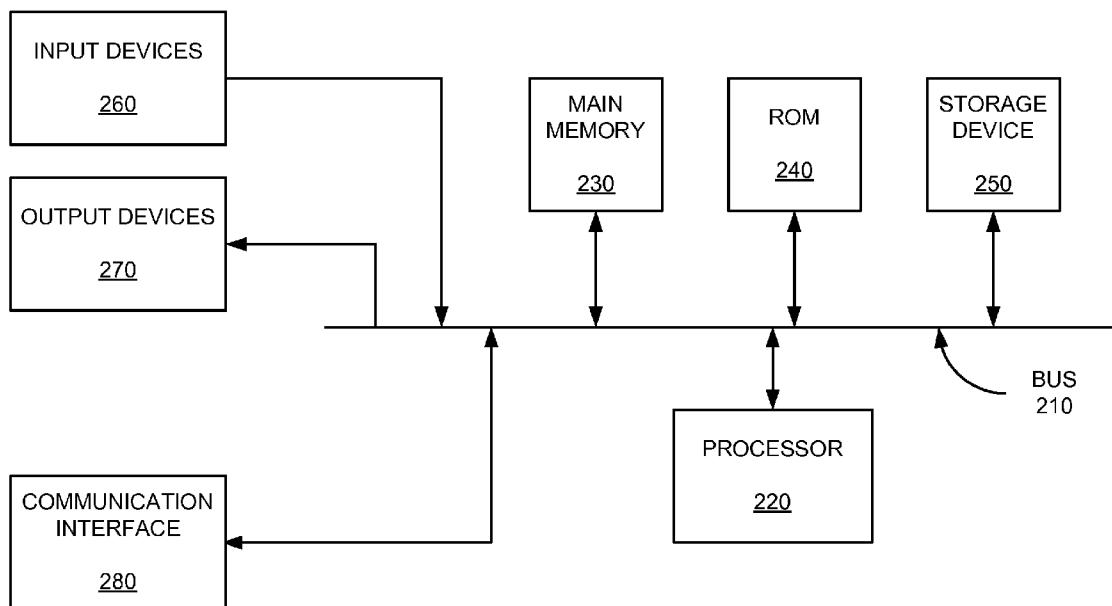 INPUT DEVICES
260
OUTPUT DEVICES
270
COMMUNICATION
INTERFACE
280
MAIN
MEMORY
230
ROM
240
STORAGE
DEVICE
250
PROCESSOR
220
BUS
210